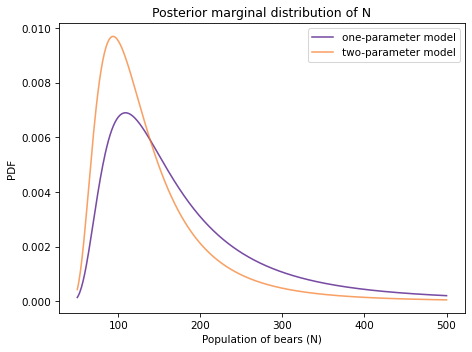 Posterior marginal distribution of N
one-parameter model
two-parameter model
PDF
0.010
0.008
0.006
0.004
0.002
0.000
100 200 300 400 500
Population of bears (N)